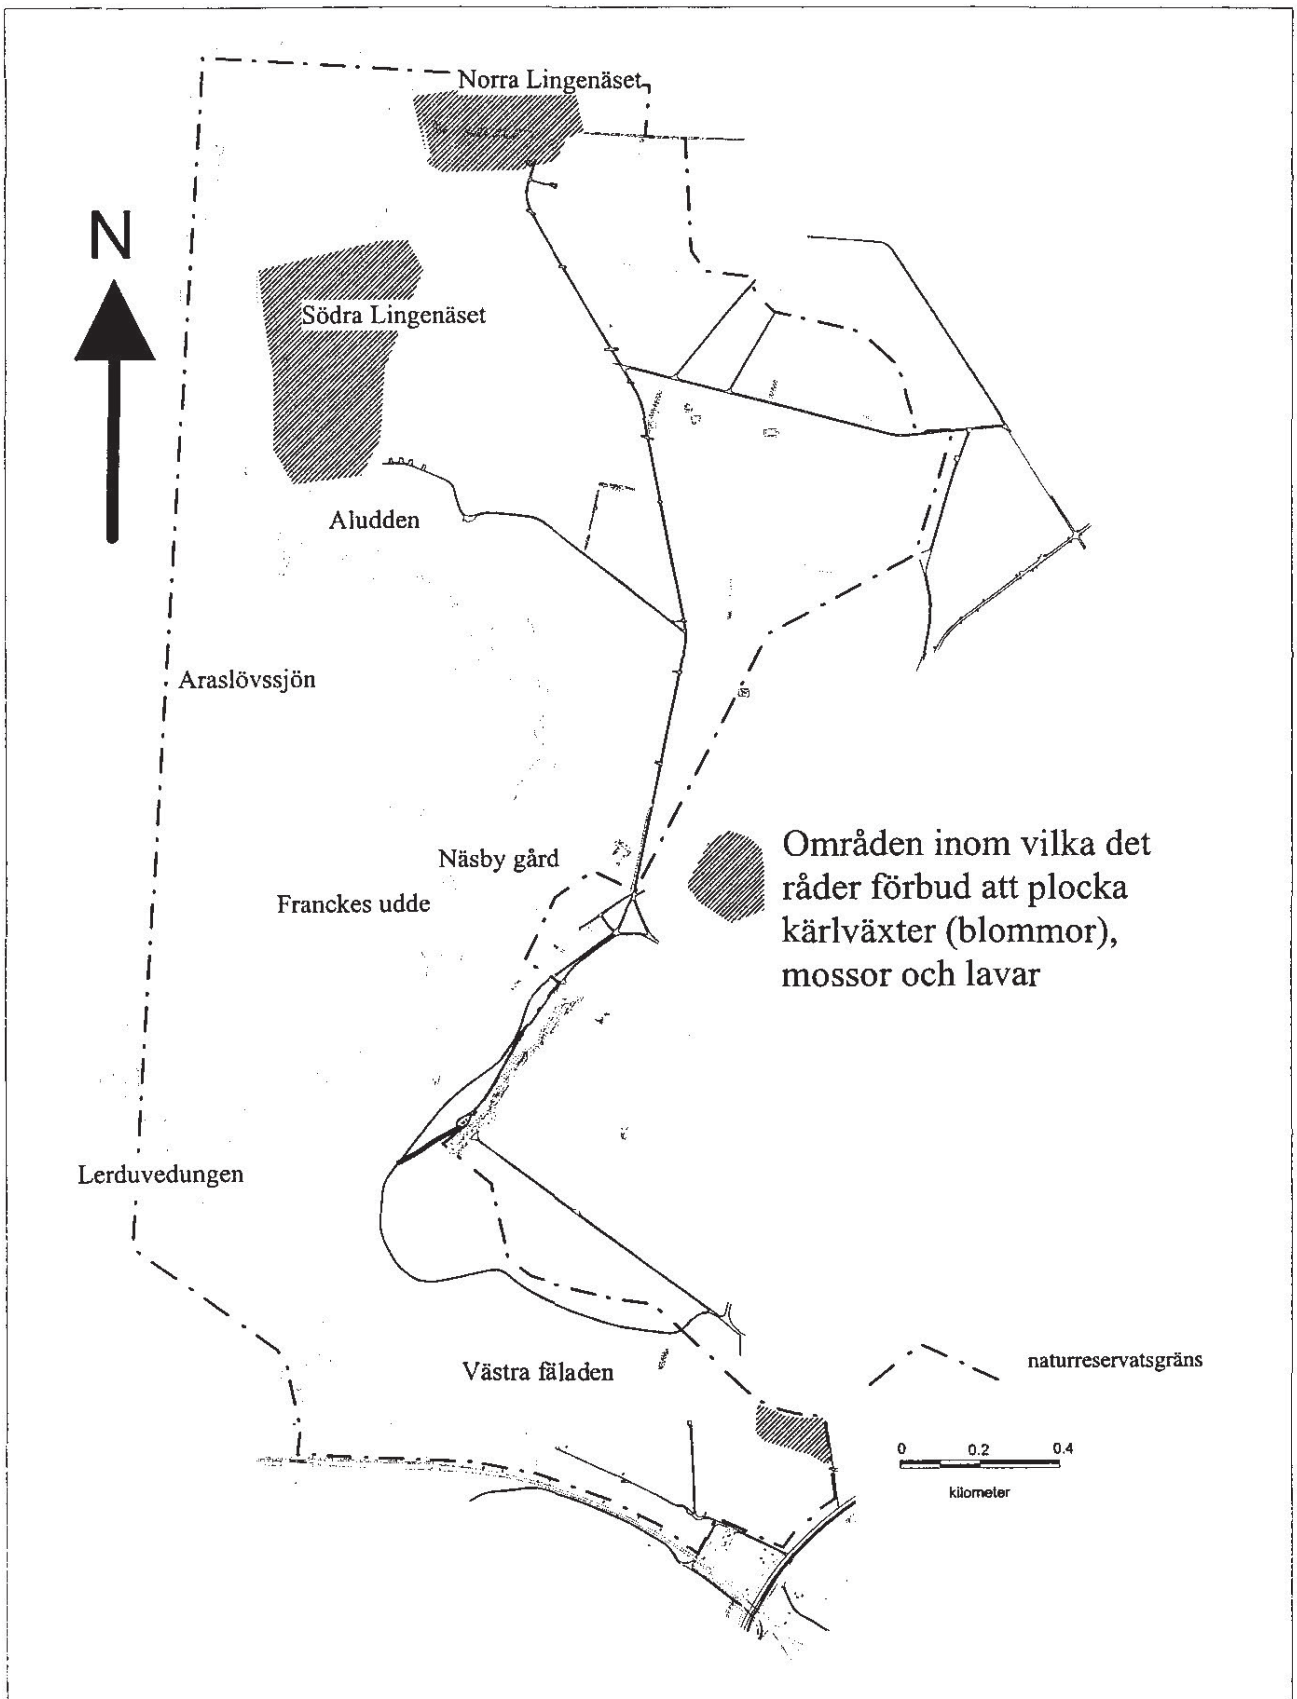 Norra Lingenäset
N
Södra Lingenäset
Aludden
Araslövssjön
Näsby gård
Franckes udde
Områden inom vilka det
råder förbud att plocka
kärlväxter (blommor),
mossor och lavar
Lerduvedungen
Västra fäladen
naturreservatsgräns
0 0.2 0.4
kilometer